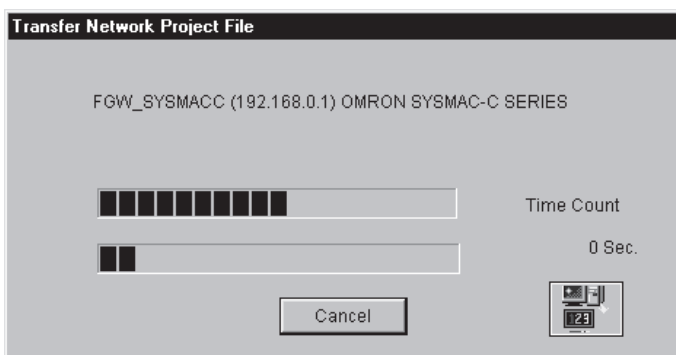 Transfer Network Project File
FGW_SYSMACC (192.168.0.1) OMRON SYSMAC-C SERIES
Time Count
0 Sec.
Cancel
123